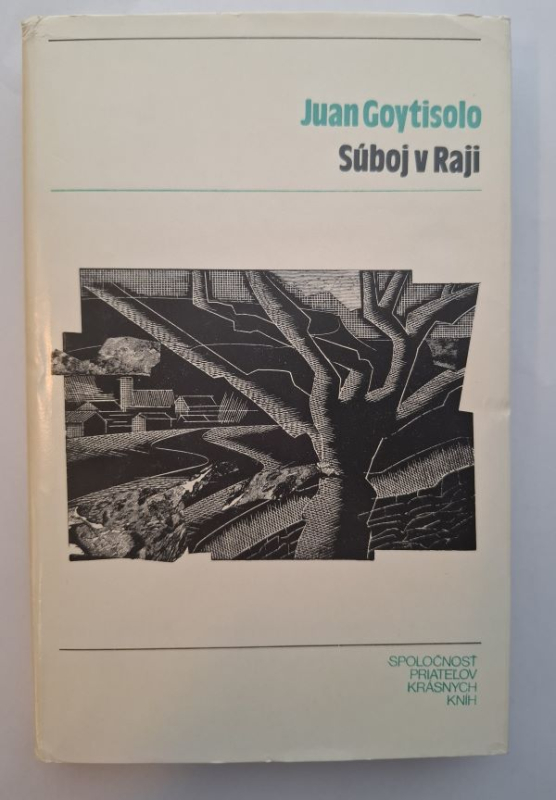 Juan Goytisolo
Súboj v Raji
SPOLOČNOSŤ
PRIATEĽOV
KRÁSNYCH
KNÍH